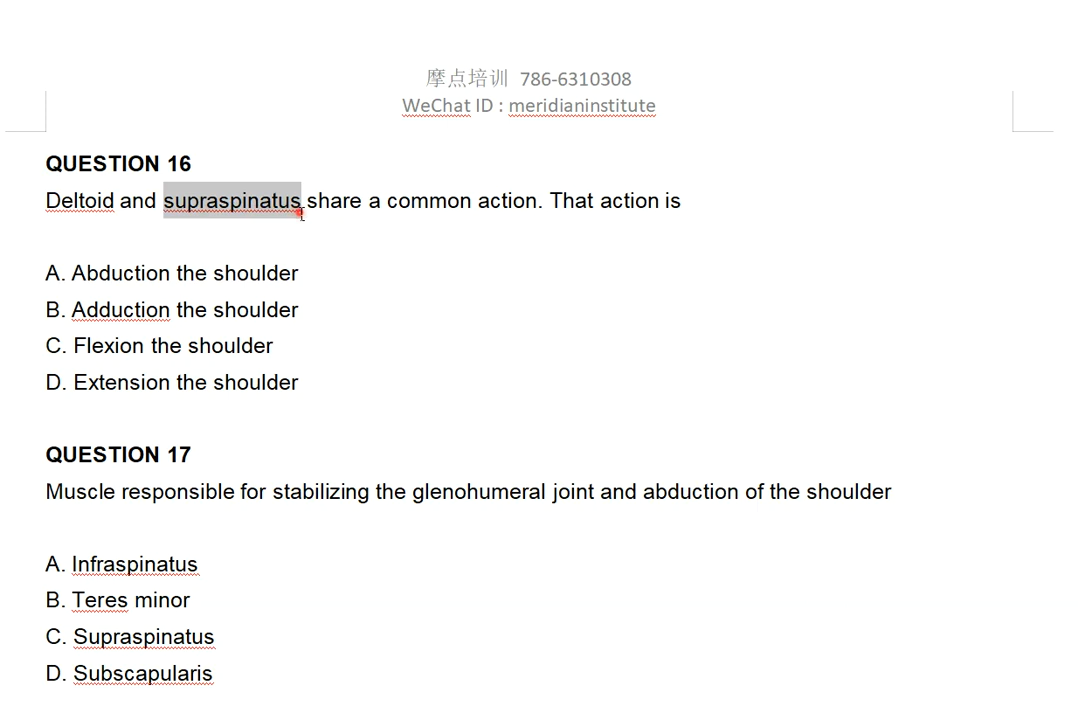 摩点培训 786-6310308
WeChat ID : meridianinstitute
QUESTION 16
Deltoid and supraspinatus share a common action. That action is
A. Abduction the shoulder
B. Adduction the shoulder
C. Flexion the shoulder
D. Extension the shoulder
QUESTION 17
Muscle responsible for stabilizing the glenohumeral joint and abduction of the shoulder
A. Infraspinatus
B. Teres minor
C. Supraspinatus
D. Subscapularis